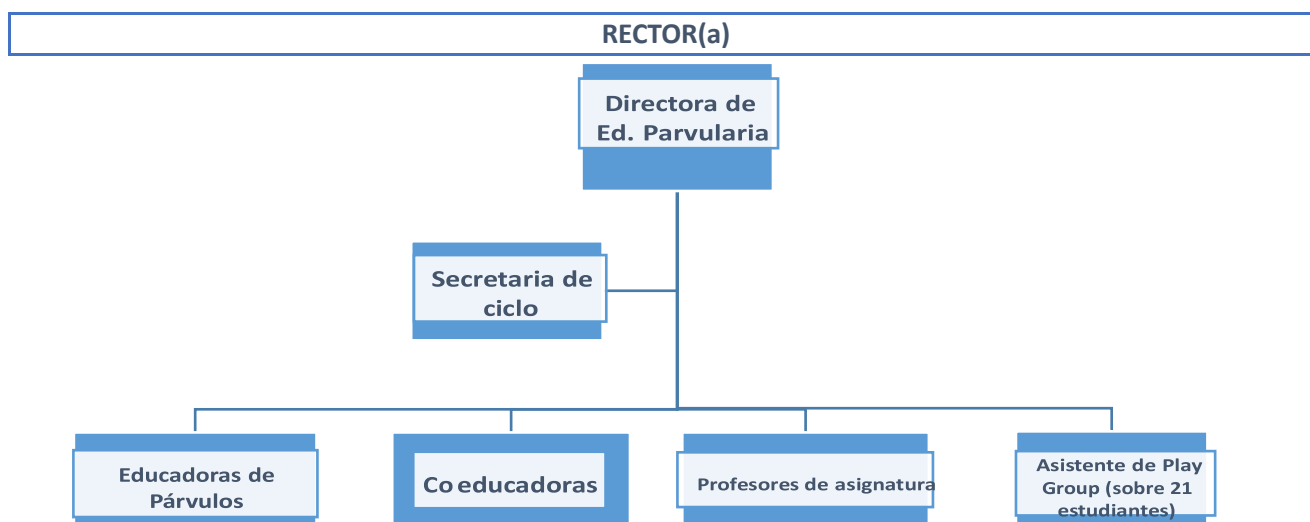 RECTOR(a)
Directora de
Ed. Parvularia
Secretaria de
ciclo
Educadoras de
Párvulos
Co educadoras
Profesores de asignatura
Asistente de Play
Group (sobre 21
estudiantes)